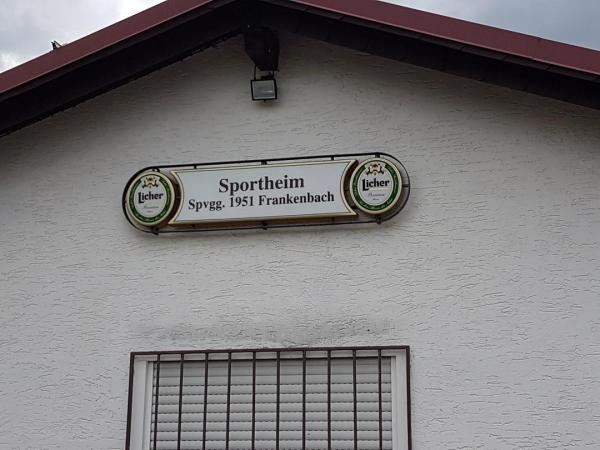 Sportheim
Spvgg. 1951 Frankenbach
Licher
Licher